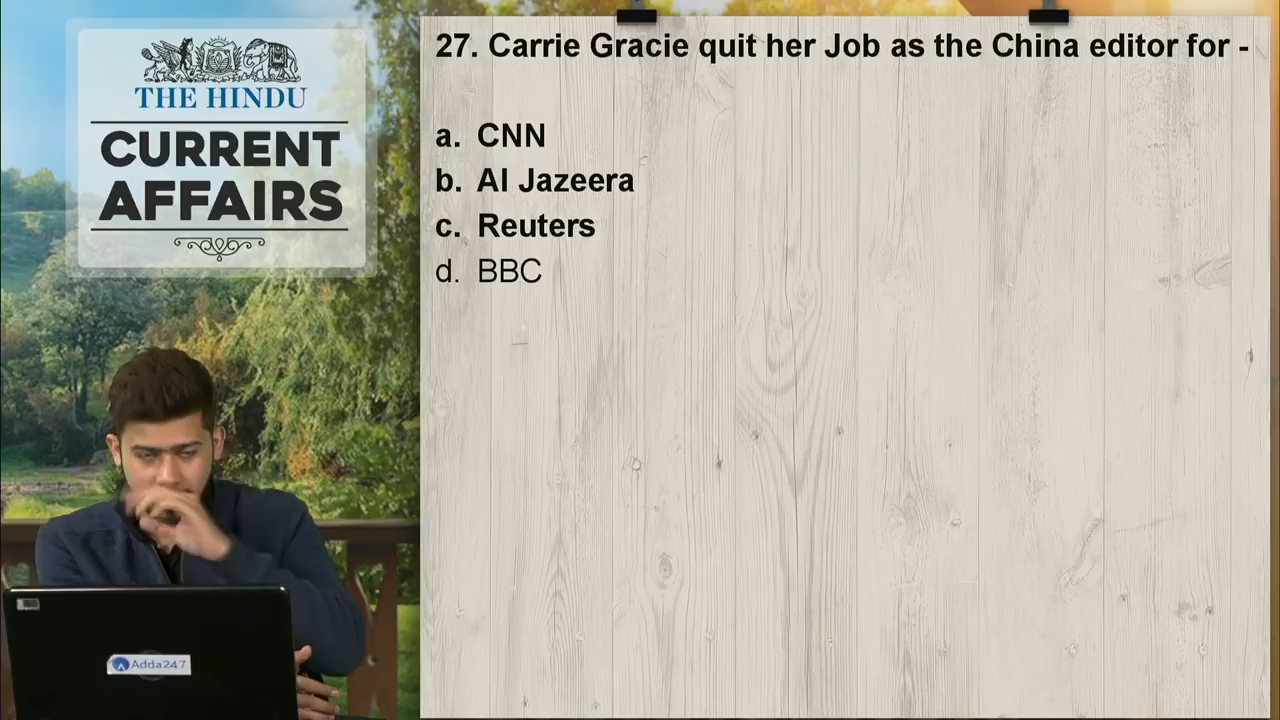 THE HINDU
CURRENT
AFFAIRS
27. Carrie Gracie quit her Job as the China editor for -
a. CNN
b. Al Jazeera
c. Reuters
d. BBC
Adda247